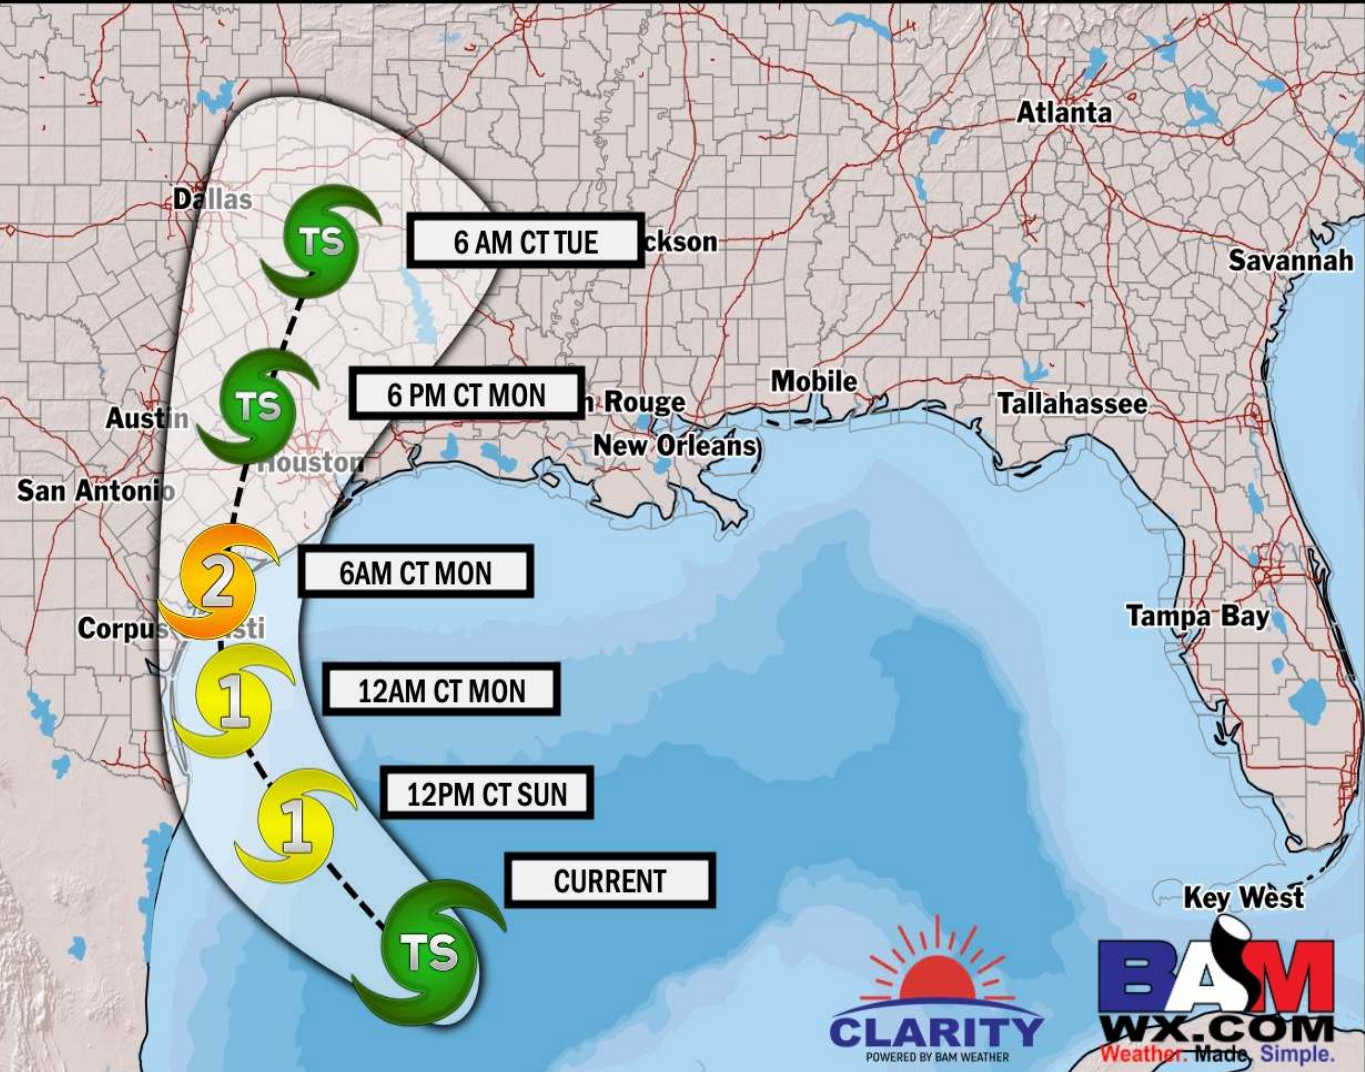 Atlanta
Dallas
TS
6 AM CT TUE
ckson
Savannah
TS
6 PM CT MON
n Rouge
Mobile
Tallahassee
Austin
New Orleans
Houston
San Antonio
2
6AM CT MON
Tampa Bay
Corpus
sti
1
12AM CT MON
1
12PM CT SUN
CURRENT
Key West
TS
CLARITY
POWERED BY BAM WEATHER
BAM
WX.COM
Weather. Made. Simple.